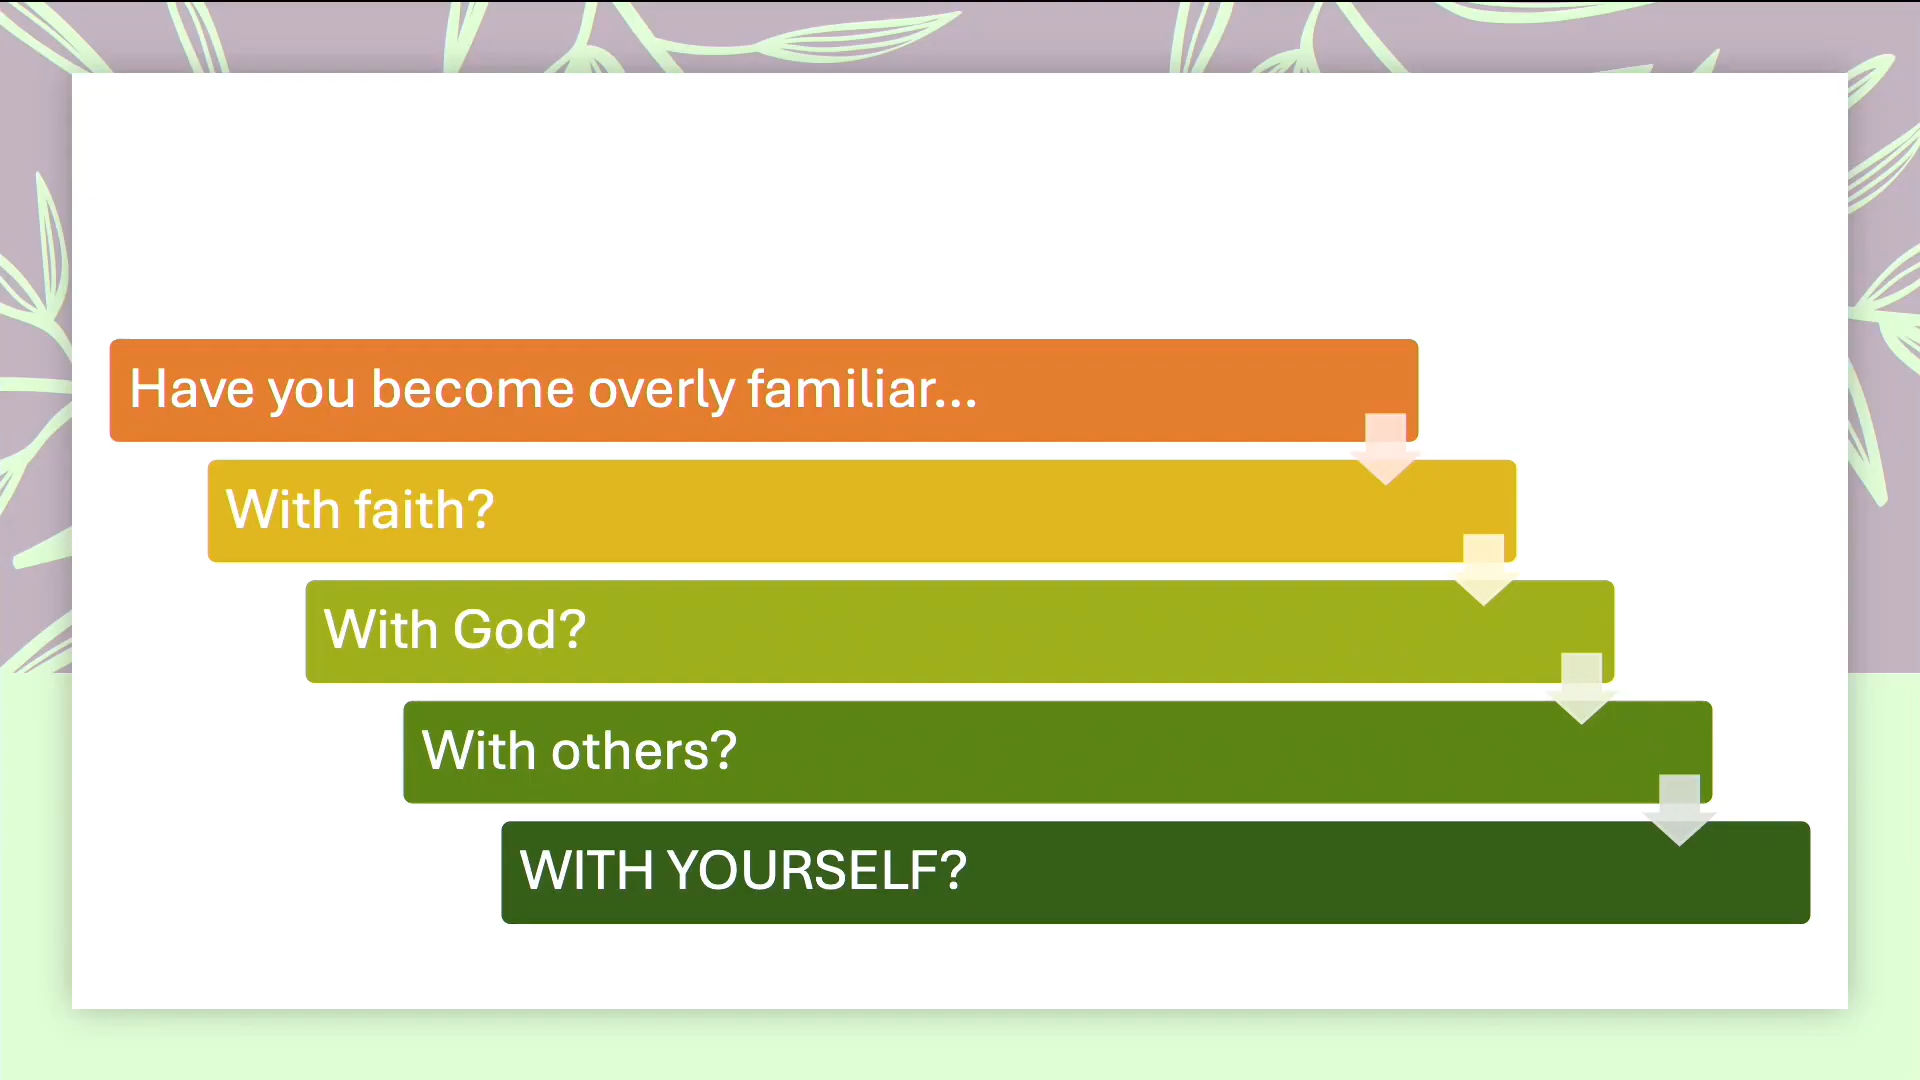 Have you become overly familiar...
With faith?
With God?
With others?
WITH YOURSELF?